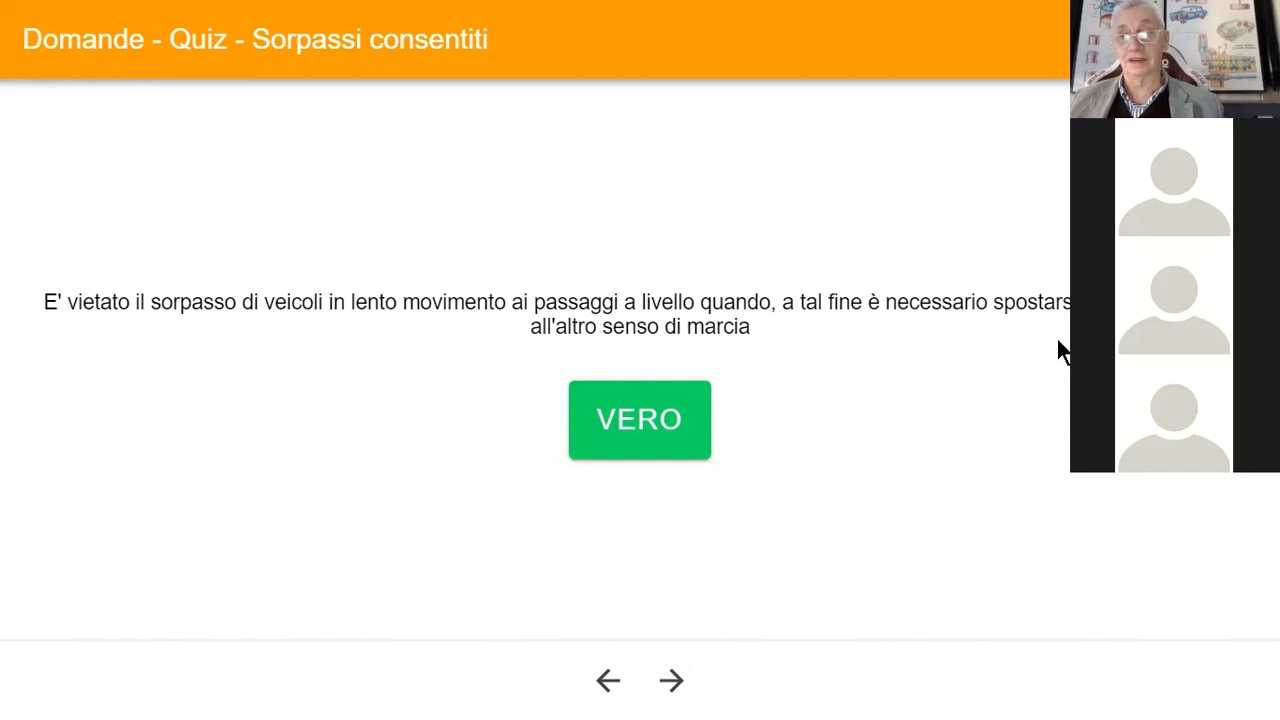 Domande - Quiz - Sorpassi consentiti
E' vietato il sorpasso di veicoli in lento movimento ai passaggi a livello quando, a tal fine è necessario spostars
all'altro senso di marcia
VERO